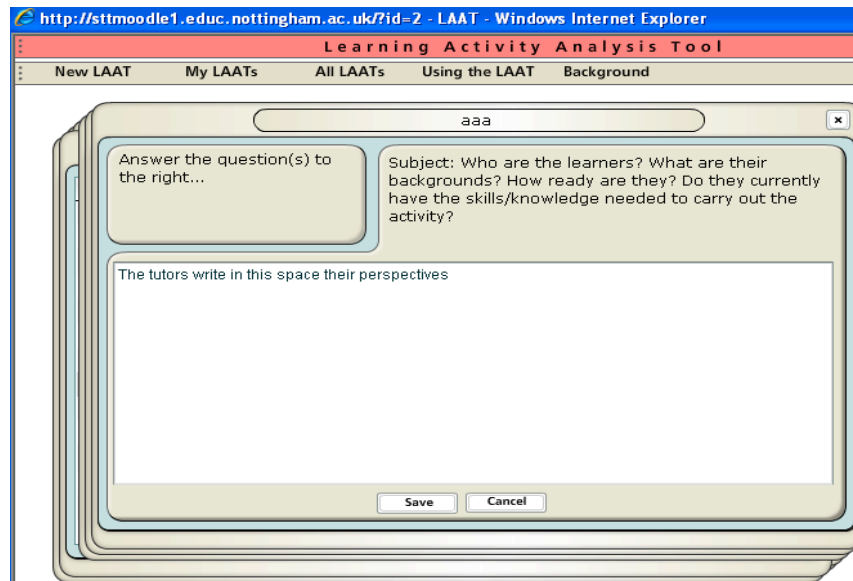 http://sttmoodle1.educ.nottingham.ac.uk/?id=2 - LAAT - Windows Internet Explorer
Learning Activity Analysis Tool
New LAAT My LAATs All LAATs Using the LAAT Background
aaa
Answer the question(s) to
the right...
Subject: Who are the learners? What are their
backgrounds? How ready are they? Do they currently
have the skills/knowledge needed to carry out the
activity?
The tutors write in this space their perspectives
Save Cancel